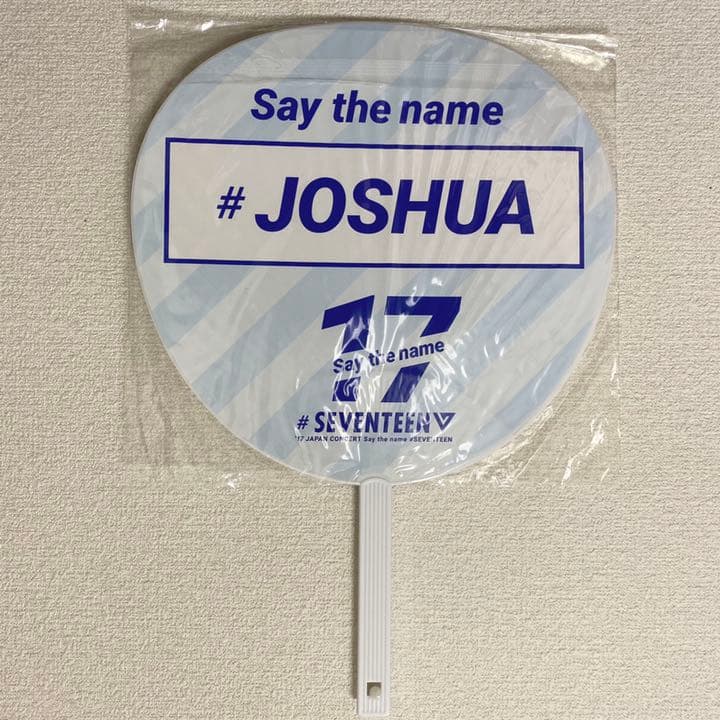 Say the name
# JOSHUA
17
Say the name
# SEVENTEEN
'17 JAPAN CONCERT Say the name #SEVENTEEN